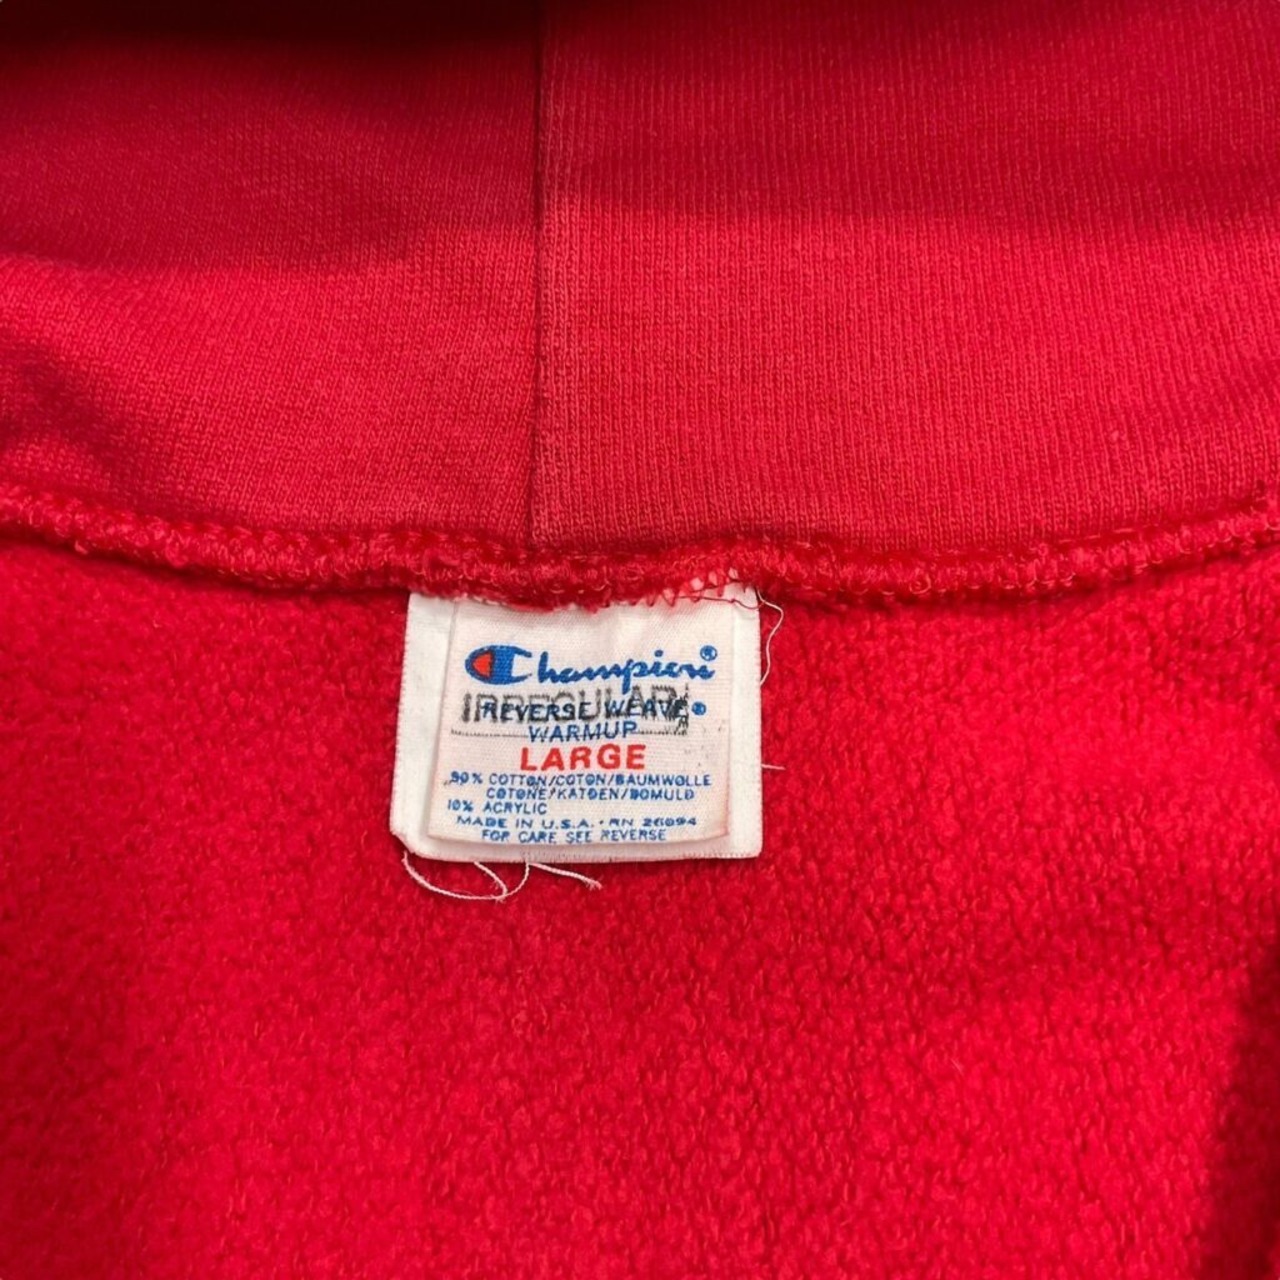 Champion®
IRREGULAR
REVERSE WEAVE®
WARMUP
LARGE
90% COTTON/COTON/BAUMWOLLE
COTONE/KATOEN/BOMULD
10% ACRYLIC
MADE IN U.S.A. · RN 26094
FOR CARE SEE REVERSE